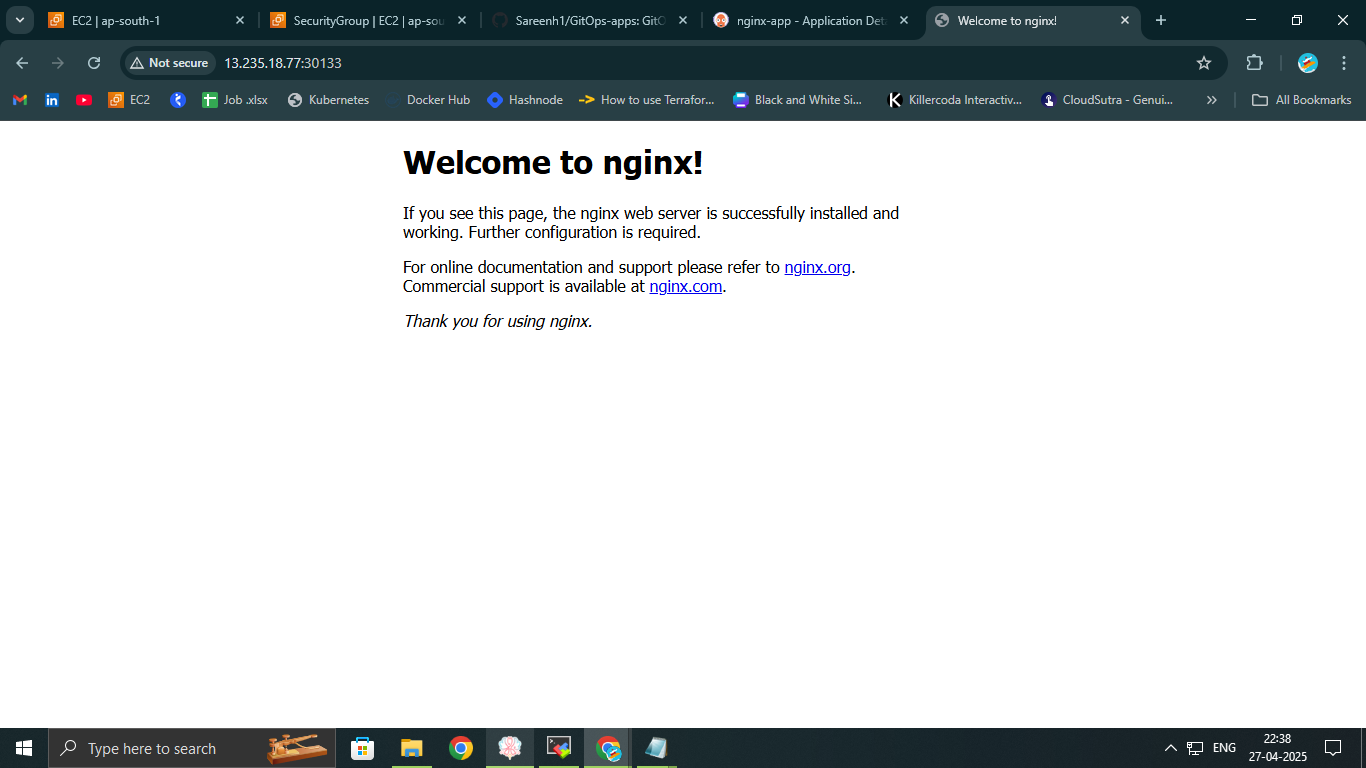 EC2 | ap-south-1
SecurityGroup | EC2 | ap-sou
Sareenh1/GitOps-apps: GitO
nginx-app - Application Deta
Welcome to nginx!
Not secure
13.235.18.77:30133
EC2
Job .xlsx
Kubernetes
Docker Hub
Hashnode
How to use Terrafor...
Black and White Si...
Killercoda Interactiv...
CloudSutra - Genui...
»
All Bookmarks
Welcome to nginx!
If you see this page, the nginx web server is successfully installed and
working. Further configuration is required.
For online documentation and support please refer to nginx.org.
Commercial support is available at nginx.com.
Thank you for using nginx.
Type here to search
ENG
22:38
27-04-2025